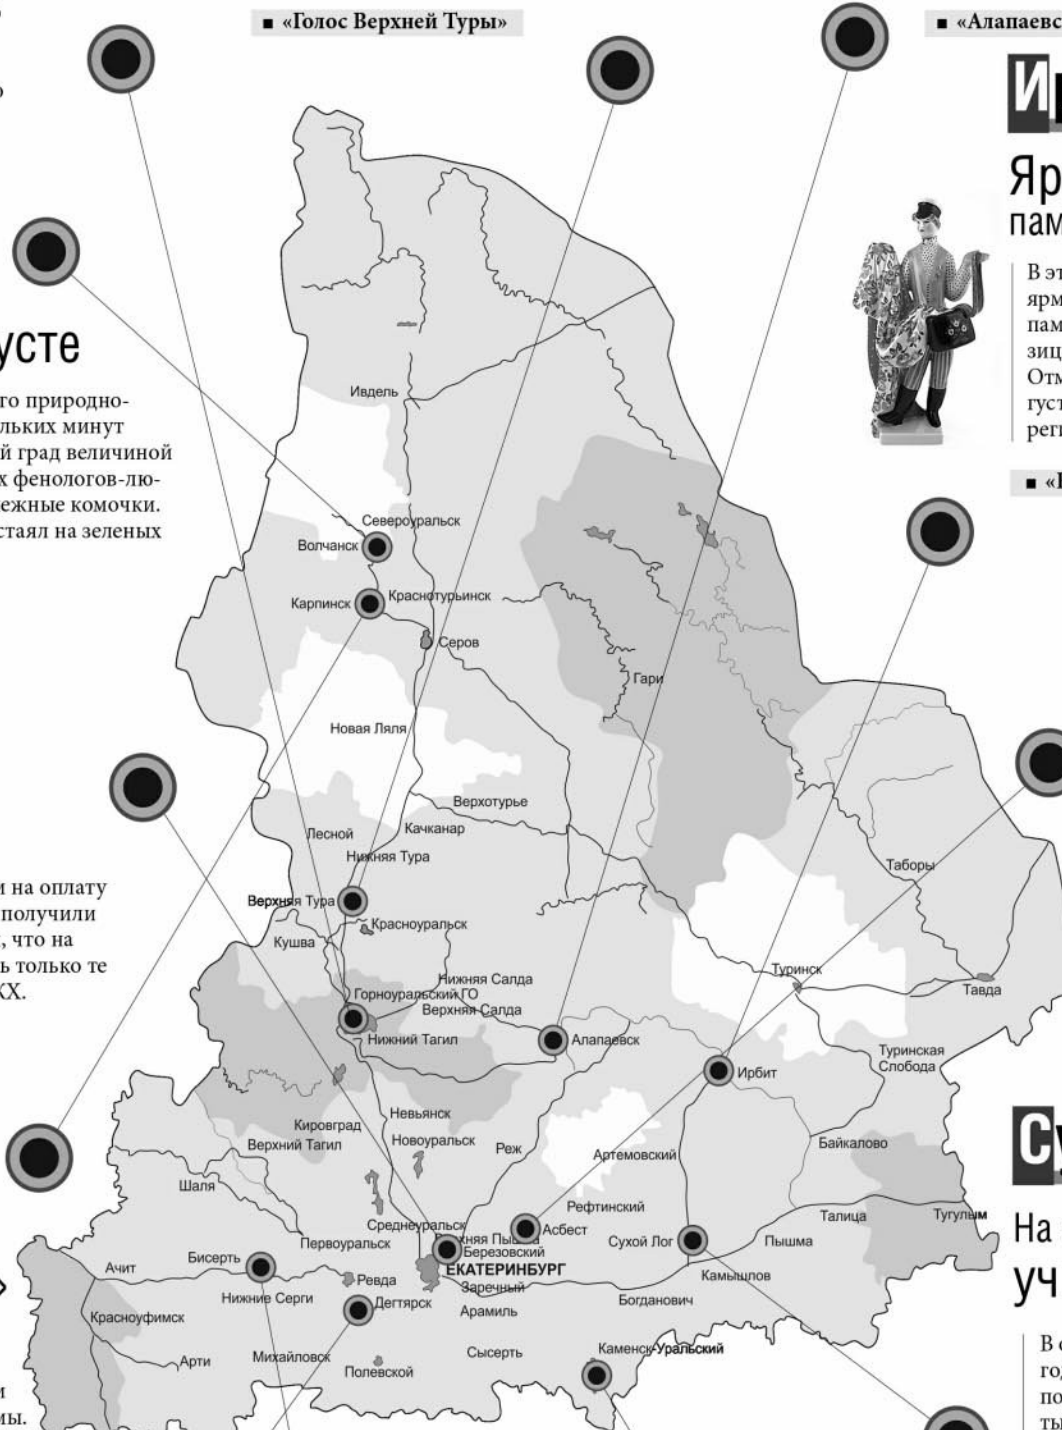 ■ «Голос Верхней Туры»
■ «Алапаевс
И
Яр
пам
В эт
ярм
пам
зиц
Отм
густ
реги
усте
го природно-
льких минут
й град величиной
х фенологов-лю-
ежные комочки.
стаял на зеленых
Ивдель
Североуральск
Волчанск
Карпинск
Краснотурьинск
Серов
Гари
Новая Ляля
Верхотурье
Лесной
Качканар
Нижняя Тура
Таборы
и на оплату
получили
, что на
ь только те
КХ.
Верхняя Тура
Красноуральск
Кушва
Нижняя Салда
Горноуральский ГО
Верхняя Салда
Туринск
Тавда
Нижний Тагил
Алапаевск
Туринская
Слобода
Ирбит
Невьянск
Кировград
Верхний Тагил
Новоуральск
Реж
Артемовский
Байкалово
Шаля
Рефтинский
Среднеуральск
Асбест
Талица
Тугулым
Су
На
уч
Первоуральск
Березовский
Сухой Лог
Пышма
Бисерть
Ачит
ЕКАТЕРИНБУРГ
Камышлов
Ревда
Заречный
Нижние Серги
Дегтярск
Арамиль
Богданович
Красноуфимск
Михайловск
Сысерть
Каменск-Уральский
Арти
Полевской
В с
год
по
ты
и
мы.